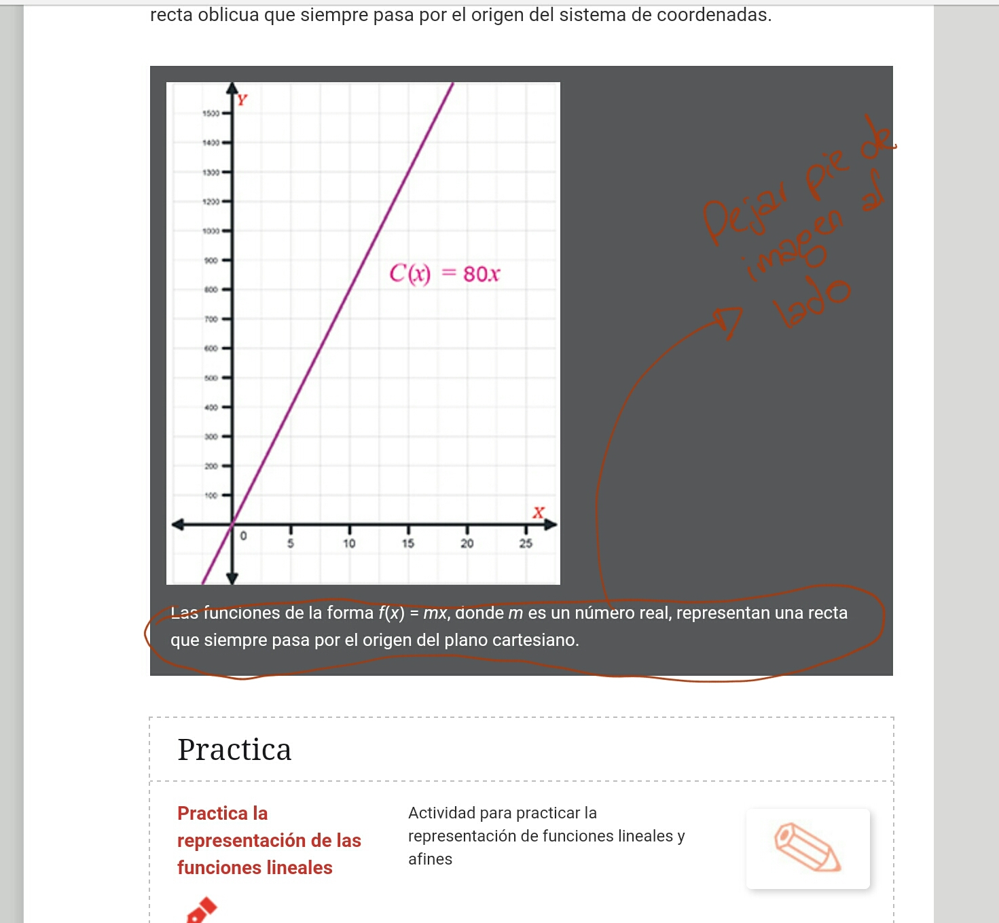 recta oblicua que siempre pasa por el origen del sistema de coordenadas.
Y
1500
1400
1300
1200
1000
900
800
700
600
500
400
300
200
100
C(x) = 80x
X
0
5
10
15
20
25
Dejar pie de
imagen al
lado
Las funciones de la forma f(x) = mx, donde m es un número real, representan una recta
que siempre pasa por el origen del plano cartesiano.
Practica
Practica la
representación de las
funciones lineales
Actividad para practicar la
representación de funciones lineales y
afines